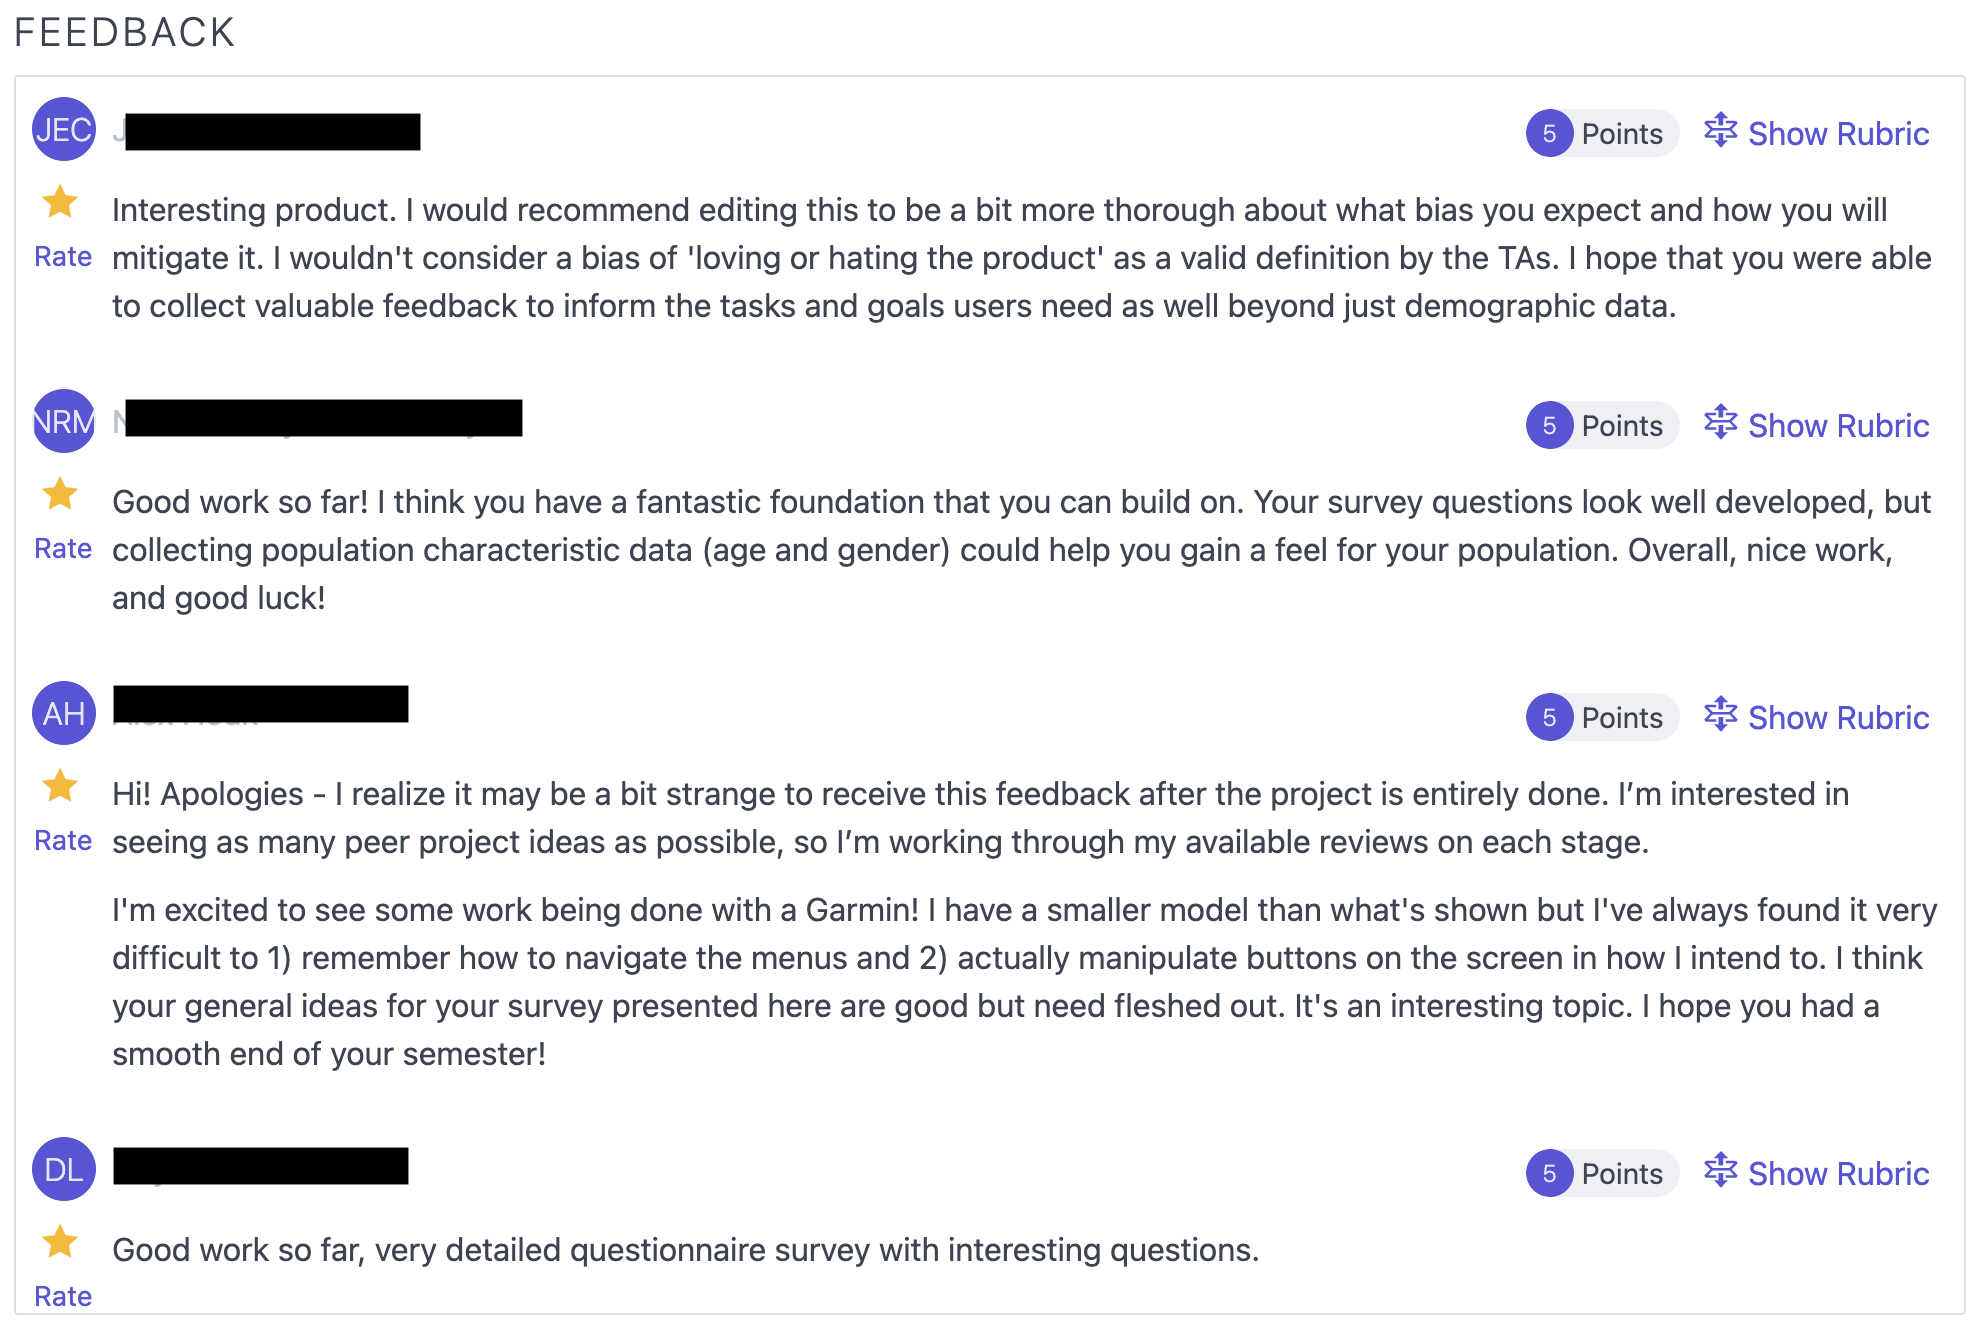 FEEDBACK
JEC
5 Points Show Rubric
Rate
Interesting product. I would recommend editing this to be a bit more thorough about what bias you expect and how you will
mitigate it. I wouldn't consider a bias of 'loving or hating the product' as a valid definition by the TAs. I hope that you were able
to collect valuable feedback to inform the tasks and goals users need as well beyond just demographic data.
NRM
5 Points Show Rubric
Rate
Good work so far! I think you have a fantastic foundation that you can build on. Your survey questions look well developed, but
collecting population characteristic data (age and gender) could help you gain a feel for your population. Overall, nice work,
and good luck!
AH
5 Points Show Rubric
Rate
Hi! Apologies - I realize it may be a bit strange to receive this feedback after the project is entirely done. I’m interested in
seeing as many peer project ideas as possible, so I’m working through my available reviews on each stage.
I'm excited to see some work being done with a Garmin! I have a smaller model than what's shown but I've always found it very
difficult to 1) remember how to navigate the menus and 2) actually manipulate buttons on the screen in how I intend to. I think
your general ideas for your survey presented here are good but need fleshed out. It's an interesting topic. I hope you had a
smooth end of your semester!
DL
5 Points Show Rubric
Rate
Good work so far, very detailed questionnaire survey with interesting questions.